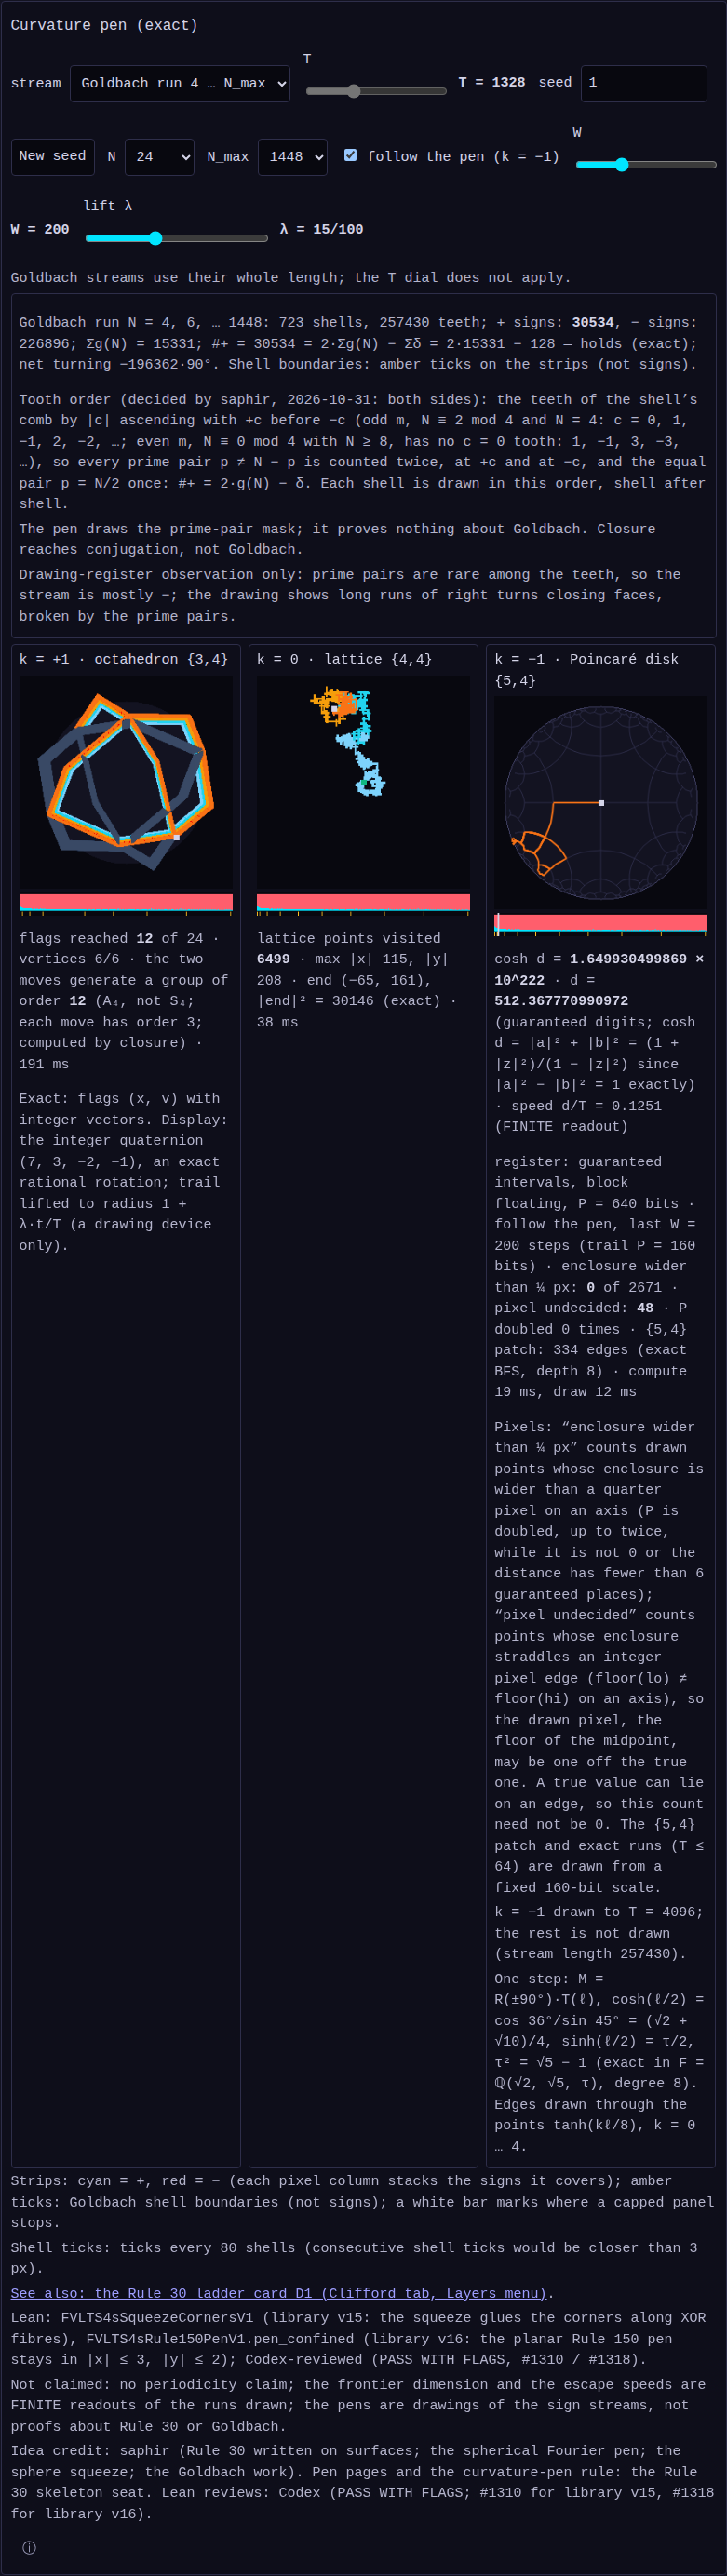 Curvature pen (exact)
T
stream Goldbach run 4 … N_max T = 1328 seed 1
W
New seed N 24 N_max 1448 follow the pen (k = −1)
lift λ
W = 200 λ = 15/100
Goldbach streams use their whole length; the T dial does not apply.
Goldbach run N = 4, 6, … 1448: 723 shells, 257430 teeth; + signs: 30534, − signs:
226896; Σg(N) = 15331; #+ = 30534 = 2·Σg(N) − Σδ = 2·15331 − 128 — holds (exact);
net turning −196362·90°. Shell boundaries: amber ticks on the strips (not signs).
Tooth order (decided by saphir, 2026-10-31: both sides): the teeth of the shell’s
comb by |c| ascending with +c before −c (odd m, N ≡ 2 mod 4 and N = 4: c = 0, 1,
−1, 2, −2, …; even m, N ≡ 0 mod 4 with N ≥ 8, has no c = 0 tooth: 1, −1, 3, −3,
…), so every prime pair p ≠ N − p is counted twice, at +c and at −c, and the equal
pair p = N/2 once: #+ = 2·g(N) − δ. Each shell is drawn in this order, shell after
shell.
The pen draws the prime-pair mask; it proves nothing about Goldbach. Closure
reaches conjugation, not Goldbach.
Drawing-register observation only: prime pairs are rare among the teeth, so the
stream is mostly −; the drawing shows long runs of right turns closing faces,
broken by the prime pairs.
k = +1 · octahedron {3,4}
flags reached 12 of 24 ·
vertices 6/6 · the two
moves generate a group of
order 12 (A₄, not S₄;
each move has order 3;
computed by closure) ·
191 ms
Exact: flags (x, v) with
integer vectors. Display:
the integer quaternion
(7, 3, −2, −1), an exact
rational rotation; trail
lifted to radius 1 +
λ·t/T (a drawing device
only).
k = 0 · lattice {4,4}
lattice points visited
6499 · max |x| 115, |y|
208 · end (−65, 161),
|end|² = 30146 (exact) ·
38 ms
k = −1 · Poincaré disk
{5,4}
cosh d = 1.649930499869 ×
10^222 · d =
512.367770990972
(guaranteed digits; cosh
d = |a|² + |b|² = (1 +
|z|²)/(1 − |z|²) since
|a|² − |b|² = 1 exactly)
· speed d/T = 0.1251
(FINITE readout)
register: guaranteed
intervals, block
floating, P = 640 bits ·
follow the pen, last W =
200 steps (trail P = 160
bits) · enclosure wider
than ¼ px: 0 of 2671 ·
pixel undecided: 48 · P
doubled 0 times · {5,4}
patch: 334 edges (exact
BFS, depth 8) · compute
19 ms, draw 12 ms
Pixels: “enclosure wider
than ¼ px” counts drawn
points whose enclosure is
wider than a quarter
pixel on an axis (P is
doubled, up to twice,
while it is not 0 or the
distance has fewer than 6
guaranteed places);
“pixel undecided” counts
points whose enclosure
straddles an integer
pixel edge (floor(lo) ≠
floor(hi) on an axis), so
the drawn pixel, the
floor of the midpoint,
may be one off the true
one. A true value can lie
on an edge, so this count
need not be 0. The {5,4}
patch and exact runs (T ≤
64) are drawn from a
fixed 160-bit scale.
k = −1 drawn to T = 4096;
the rest is not drawn
(stream length 257430).
One step: M =
R(±90°)·T(ℓ), cosh(ℓ/2) =
cos 36°/sin 45° = (√2 +
√10)/4, sinh(ℓ/2) = τ/2,
τ² = √5 − 1 (exact in F =
ℚ(√2, √5, τ), degree 8).
Edges drawn through the
points tanh(kℓ/8), k = 0
… 4.
Strips: cyan = +, red = − (each pixel column stacks the signs it covers); amber
ticks: Goldbach shell boundaries (not signs); a white bar marks where a capped panel
stops.
Shell ticks: ticks every 80 shells (consecutive shell ticks would be closer than 3
px).
See also: the Rule 30 ladder card D1 (Clifford tab, Layers menu).
Lean: FVLTS4sSqueezeCornersV1 (library v15: the squeeze glues the corners along XOR
fibres), FVLTS4sRule150PenV1.pen_confined (library v16: the planar Rule 150 pen
stays in |x| ≤ 3, |y| ≤ 2); Codex-reviewed (PASS WITH FLAGS, #1310 / #1318).
Not claimed: no periodicity claim; the frontier dimension and the escape speeds are
FINITE readouts of the runs drawn; the pens are drawings of the sign streams, not
proofs about Rule 30 or Goldbach.
Idea credit: saphir (Rule 30 written on surfaces; the spherical Fourier pen; the
sphere squeeze; the Goldbach work). Pen pages and the curvature-pen rule: the Rule
30 skeleton seat. Lean reviews: Codex (PASS WITH FLAGS; #1310 for library v15, #1318
for library v16).
ⓘ